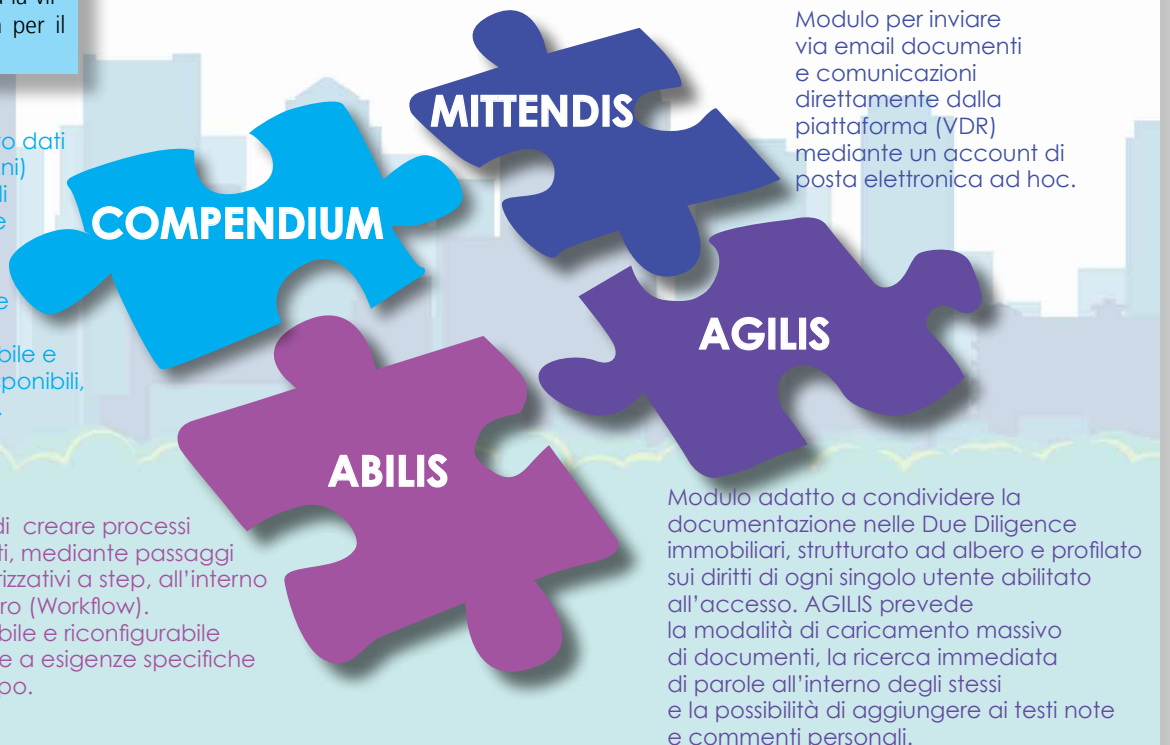 per il
MITTENDIS
Modulo per inviare
via email documenti
e comunicazioni
direttamente dalla
piattaforma (VDR)
mediante un account di
posta elettronica ad hoc.
dati
COMPENDIUM
e
e
e
AGILIS
ABILIS
Modulo adatto a condividere la
documentazione nelle Due Diligence
immobiliari, strutturato ad albero e profilato
sui diritti di ogni singolo utente abilitato
all’accesso. AGILIS prevede
la modalità di caricamento massivo
di documenti, la ricerca immediata
di parole all’interno degli stessi
e la possibilità di aggiungere ai testi note
e commenti personali.
di creare processi
mediante passaggi
a step, all’interno
(Workflow).
e riconfigurabile
a esigenze specifiche